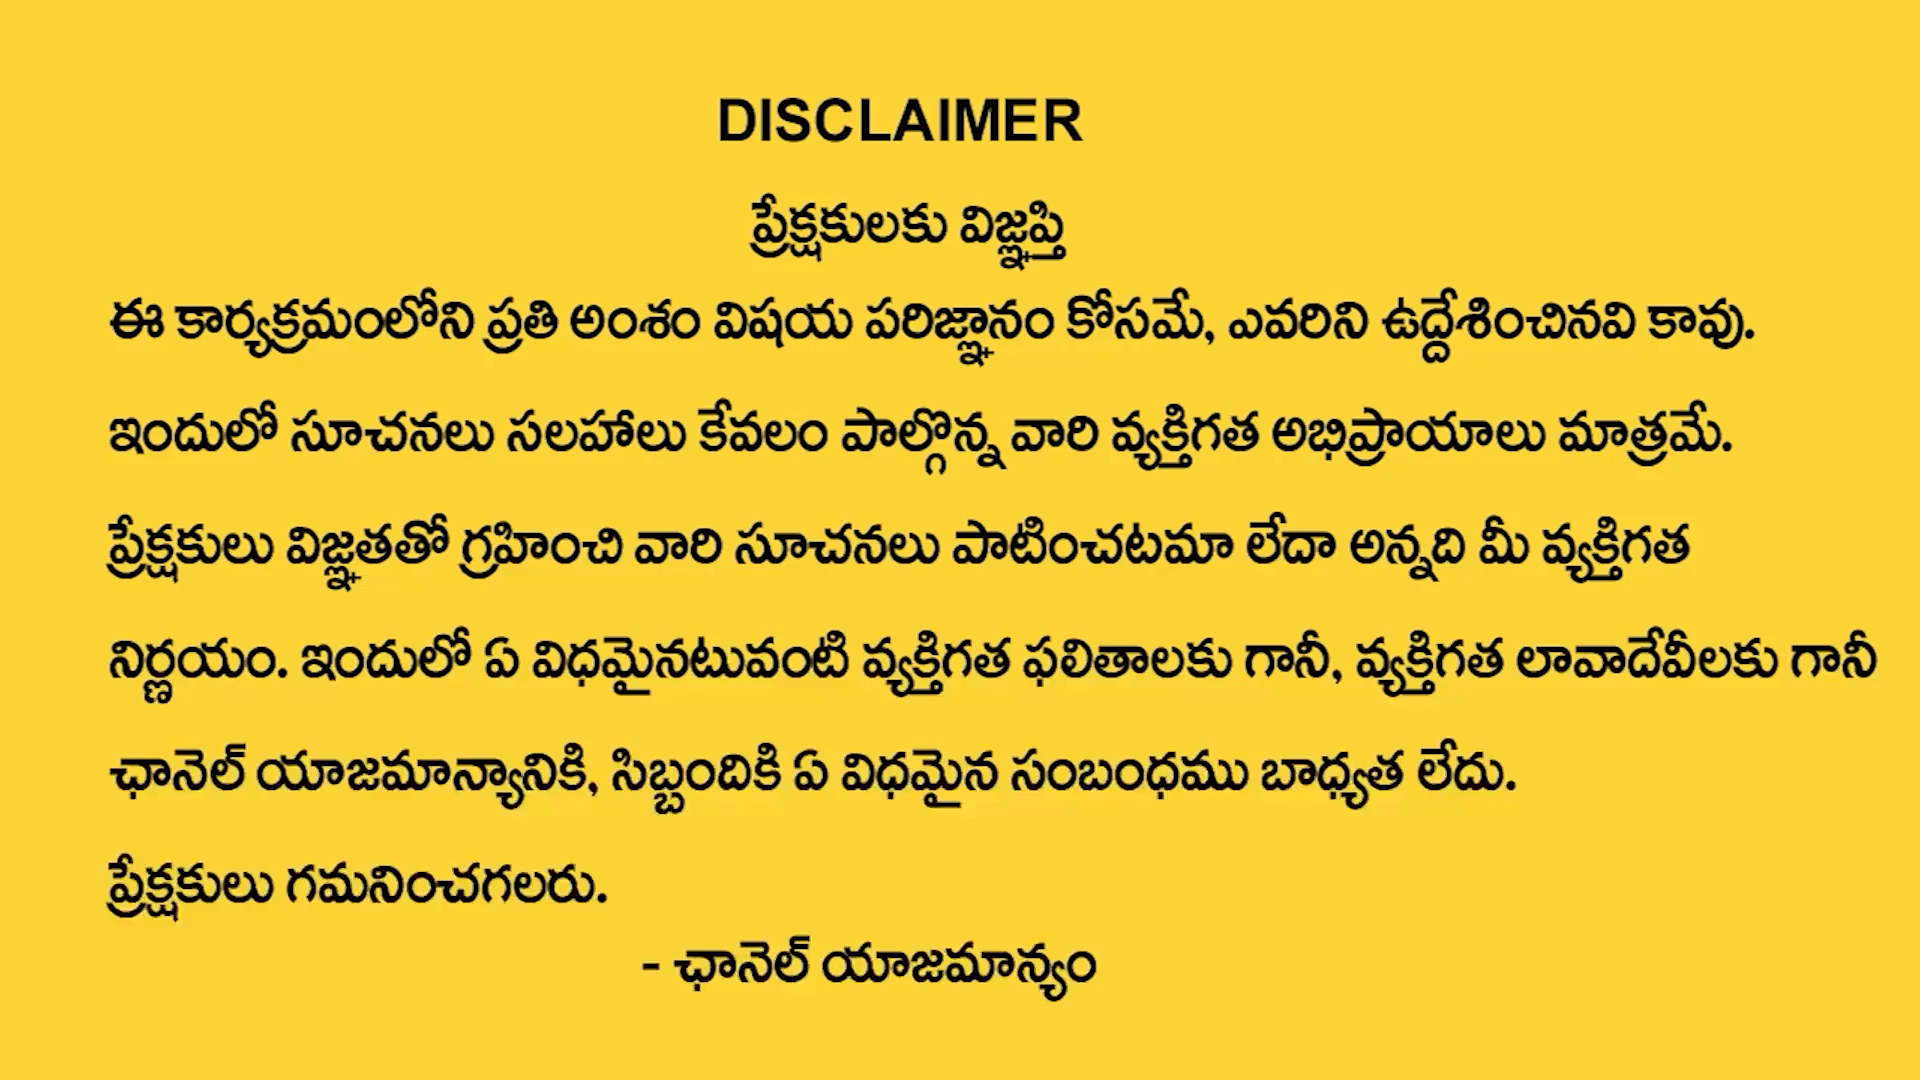 DISCLAIMER
ప్రేక్షకులకు విజ్ఞప్తి
ఈ కార్యక్రమంలోని ప్రతి అంశం విషయ పరిజ్ఞానం కోసమే, ఎవరిని ఉద్దేశించినవి కావు.
ఇందులో సూచనలు సలహాలు కేవలం పాల్గొన్న వారి వ్యక్తిగత అభిప్రాయాలు మాత్రమే.
ప్రేక్షకులు విజ్ఞతతో గ్రహించి వారి సూచనలు పాటించటమా లేదా అన్నది మీ వ్యక్తిగత
నిర్ణయం. ఇందులో ఏ విధమైనటువంటి వ్యక్తిగత ఫలితాలకు గానీ, వ్యక్తిగత లావాదేవీలకు గానీ
ఛానెల్ యాజమాన్యానికి, సిబ్బందికి ఏ విధమైన సంబంధము బాధ్యత లేదు.
ప్రేక్షకులు గమనించగలరు.
- ఛానెల్ యాజమాన్యం